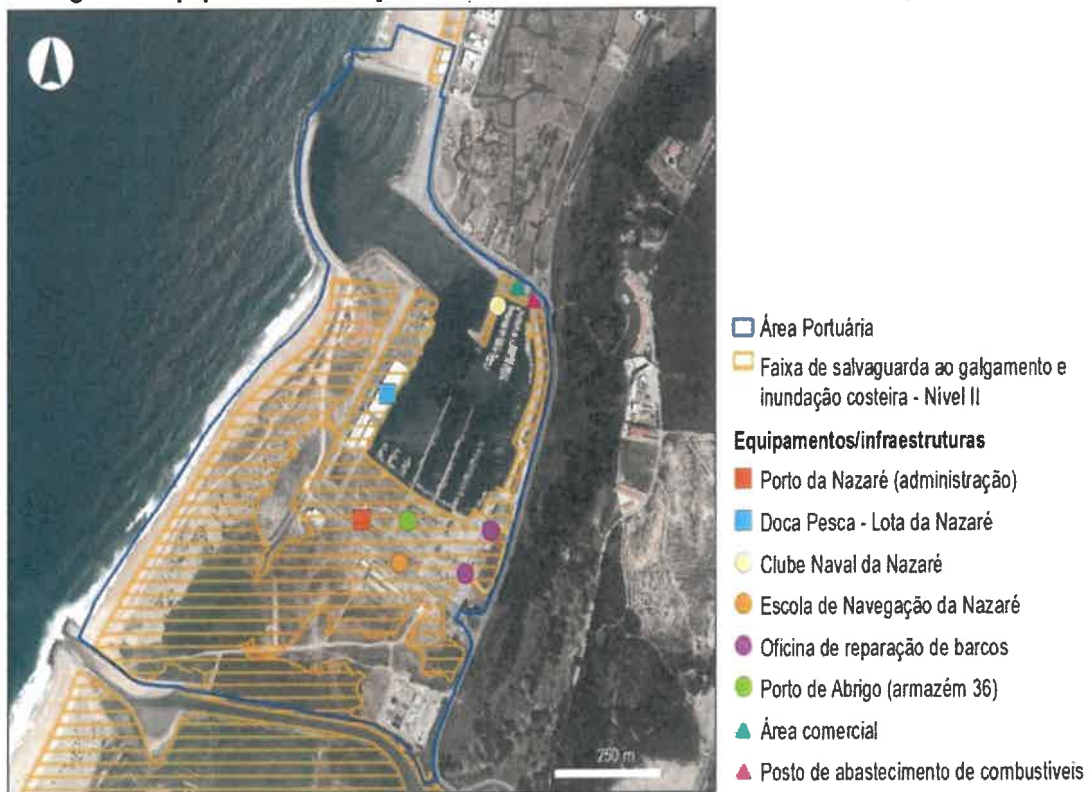 Área Portuária
Faixa de salvaguarda ao galgamento e
inundação costeira - Nível II
Equipamentos/infraestruturas
Porto da Nazaré (administração)
Doca Pesca - Lota da Nazaré
Clube Naval da Nazaré
Escola de Navegação da Nazaré
Oficina de reparação de barcos
Porto de Abrigo (armazém 36)
Área comercial
Posto de abastecimento de combustíveis
250 m